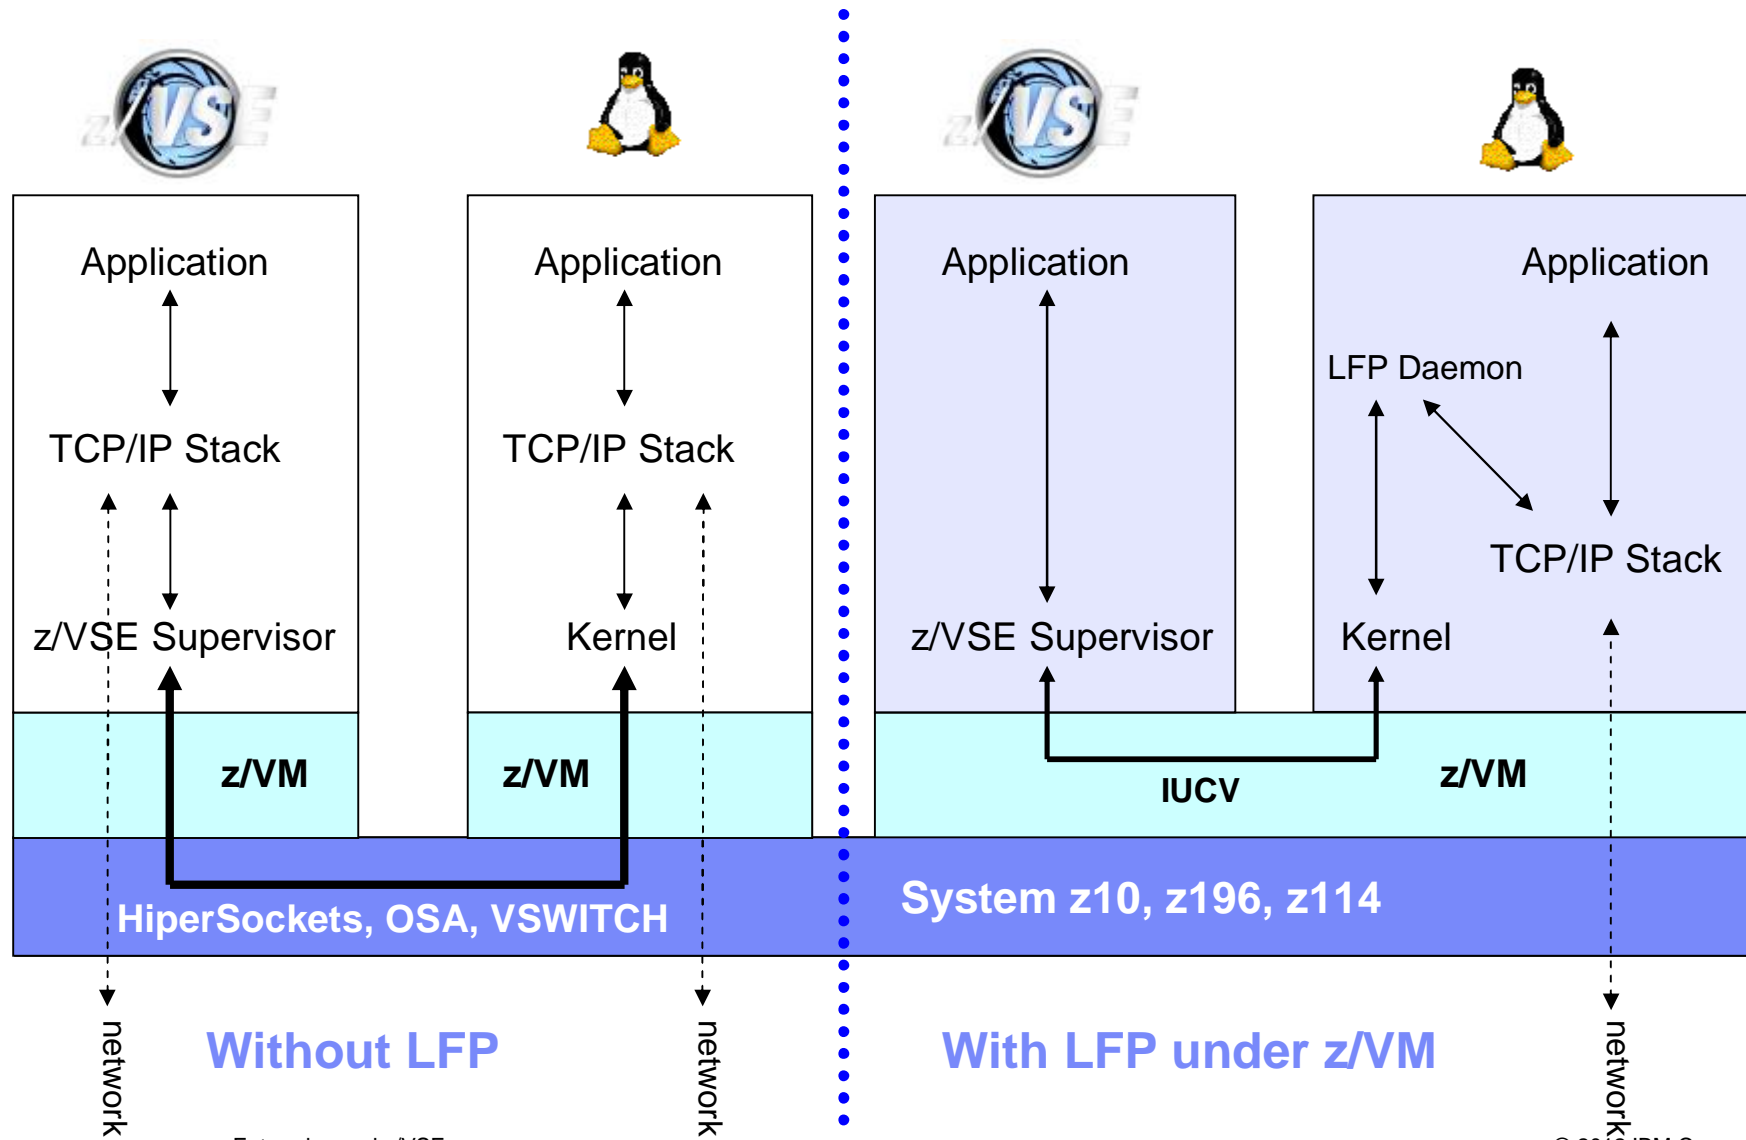 z/VSE
z/VSE
Application
TCP/IP Stack
z/VSE Supervisor
z/VM
Application
TCP/IP Stack
Kernel
z/VM
HiperSockets, OSA, VSWITCH
network
Without LFP
network
Application
z/VSE Supervisor
Application
LFP Daemon
TCP/IP Stack
Kernel
IUCV
z/VM
System z10, z196, z114
With LFP under z/VM
network